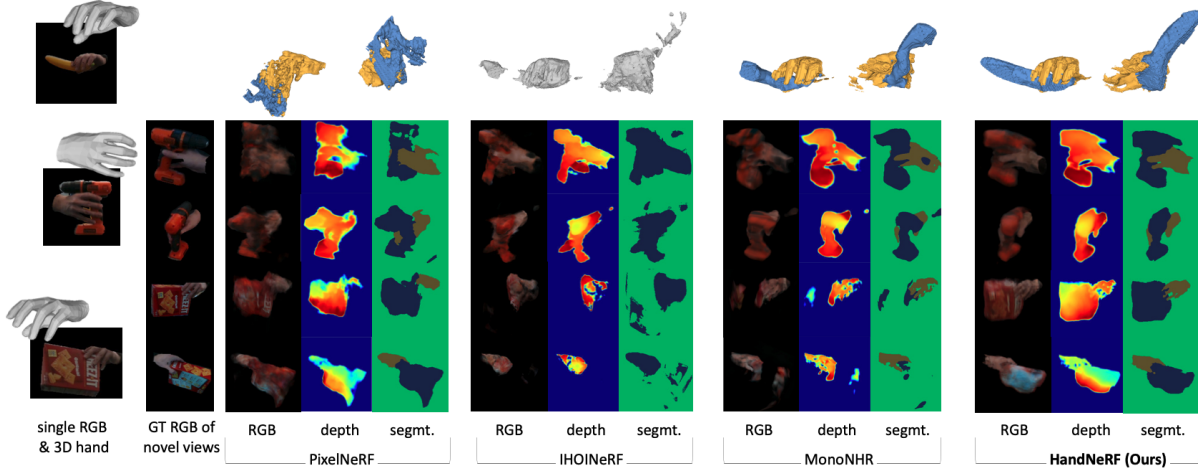 single RGB
& 3D hand
GT RGB of
novel views
RGB depth segmt.
PixelNeRF
RGB depth segmt.
IHOINeRF
RGB depth segmt.
MonoNHR
RGB depth segmt.
HandNeRF (Ours)